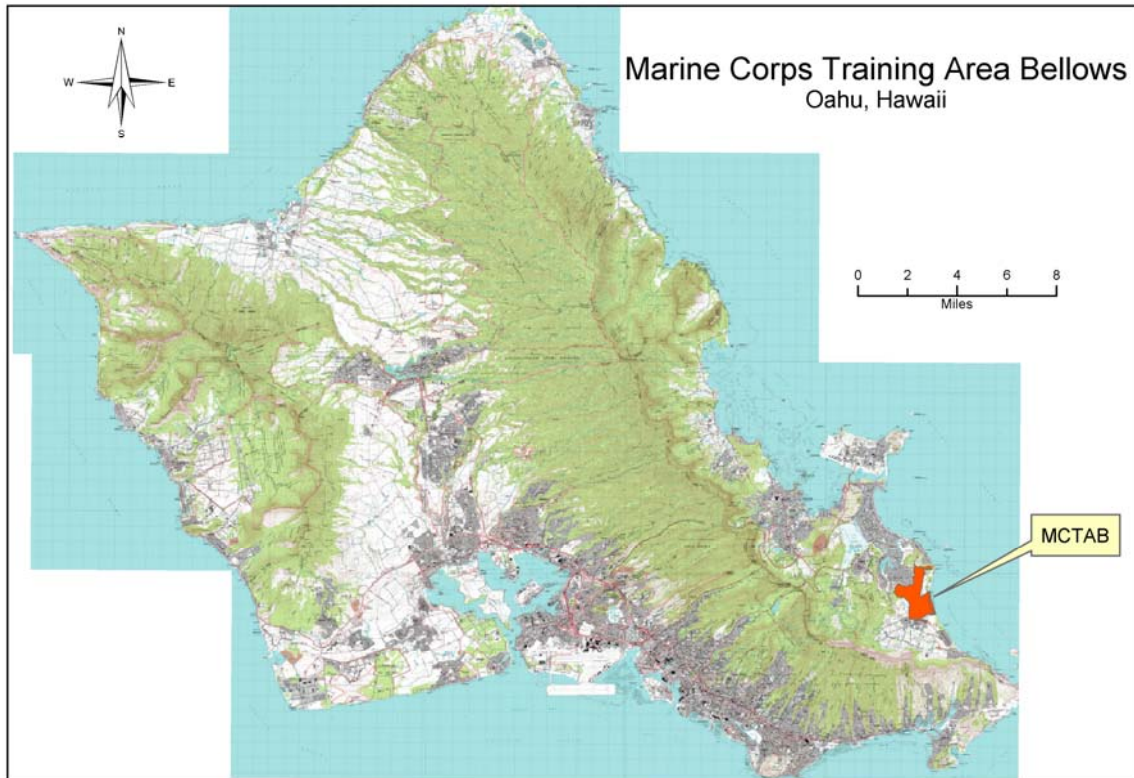 N
W E
S
Marine Corps Training Area Bellows
Oahu, Hawaii
0 2 4 6 8
Miles
MCTAB